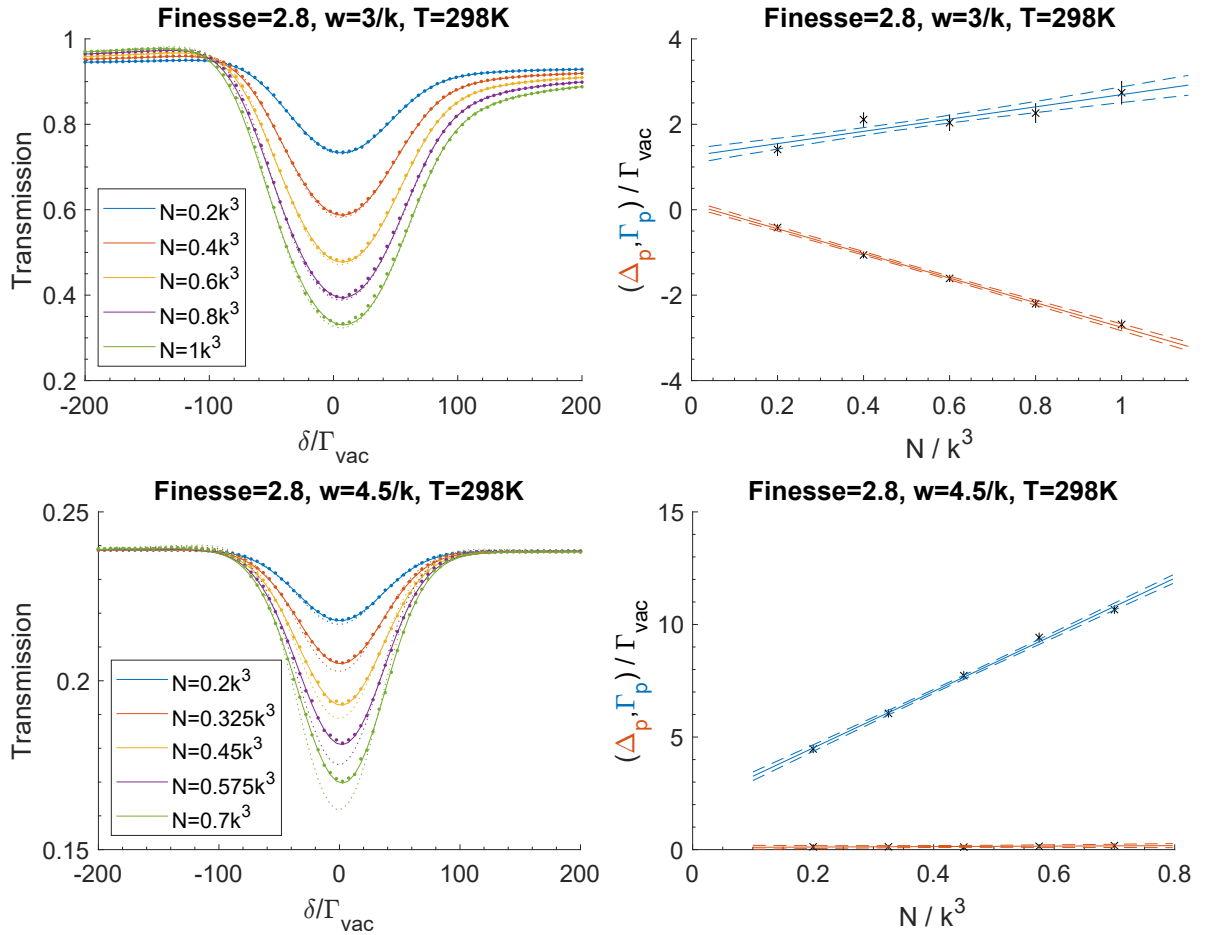 Finesse=2.8, w=3/k, T=298K
1
0.8
0.6
0.4
0.2
Transmission
N=0.2k³
N=0.4k³
N=0.6k³
N=0.8k³
N=1k³
-200 -100 0 100 200
δ/Γvac
Finesse=2.8, w=3/k, T=298K
4
2
0
-2
-4
(Δp,Γp) / Γvac
0 0.2 0.4 0.6 0.8 1
N / k³
Finesse=2.8, w=4.5/k, T=298K
0.25
0.2
0.15
Transmission
N=0.2k³
N=0.325k³
N=0.45k³
N=0.575k³
N=0.7k³
-200 -100 0 100 200
δ/Γvac
Finesse=2.8, w=4.5/k, T=298K
15
10
5
0
(Δp,Γp) / Γvac
0 0.2 0.4 0.6 0.8
N / k³